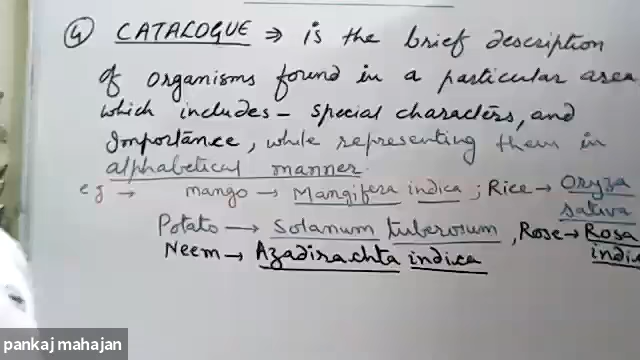 ④ CATALOGUE ⇒ is the brief description
of organisms found in a particular area
which includes - special characters, and
Importance, while representing them in
alphabetical manner.
eg → mango → Mangifera indica ; Rice → Oryza
sativa
Potato → Solanum tuberosum , Rose → Rosa
Neem → Azadirachta indica indi
pankaj mahajan